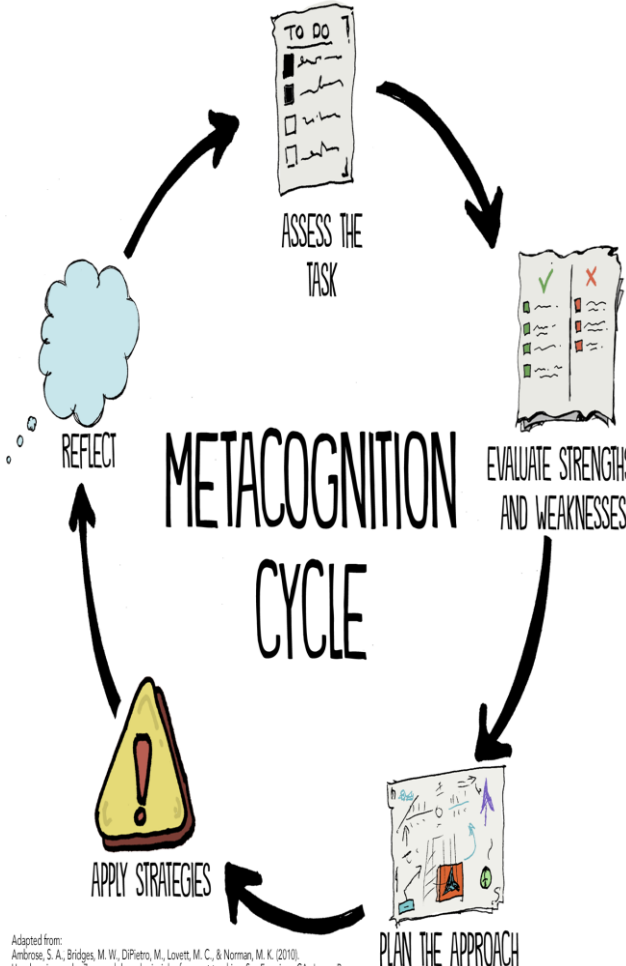 TO DO
ASSESS THE
TASK
REFLECT
EVALUATE STRENGTHS
AND WEAKNESSES
METACOGNITION
CYCLE
APPLY STRATEGIES
PLAN THE APPROACH
Adapted from:
Ambrose, S. A., Bridges, M. W., DiPietro, M., Lovett, M. C., & Norman, M. K. (2010).